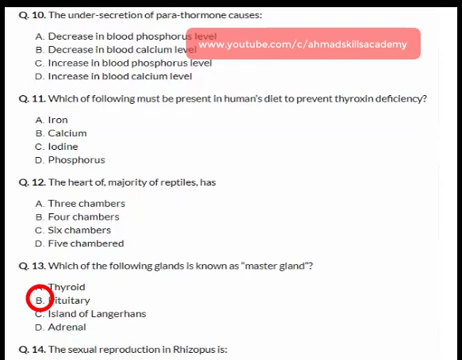 Q. 10. The under-secretion of para-thormone causes:
A. Decrease in blood phosphorus level
B. Decrease in blood calcium level
www.youtube.com/c/ahmadskillsacademy
C. Increase in blood phosphorus level
D. Increase in blood calcium level
Q. 11. Which of following must be present in human's diet to prevent thyroxin deficiency?
A. Iron
B. Calcium
C. Iodine
D. Phosphorus
Q. 12. The heart of, majority of reptiles, has
A. Three chambers
B. Four chambers
C. Six chambers
D. Five chambered
Q. 13. Which of the following glands is known as "master gland"?
A. Thyroid
B. Pituitary
C. Island of Langerhans
D. Adrenal
Q. 14. The sexual reproduction in Rhizopus is: